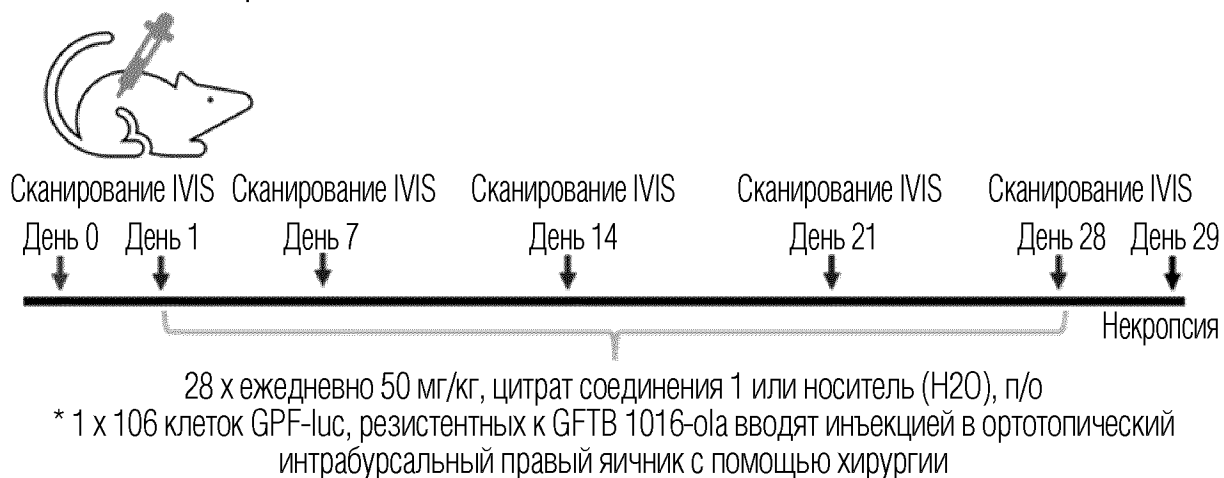 Сканирование IVIS Сканирование IVIS Сканирование IVIS Сканирование IVIS Сканирование IVIS
День 0 День 1 День 7 День 14 День 21 День 28 День 29
Некропсия
28 x ежедневно 50 мг/кг, цитрат соединения 1 или носитель (H2O), п/о
* 1 x 106 клеток GPF-luc, резистентных к GFTB 1016-ola вводят инъекцией в ортотопический
интрабурсальный правый яичник с помощью хирургии